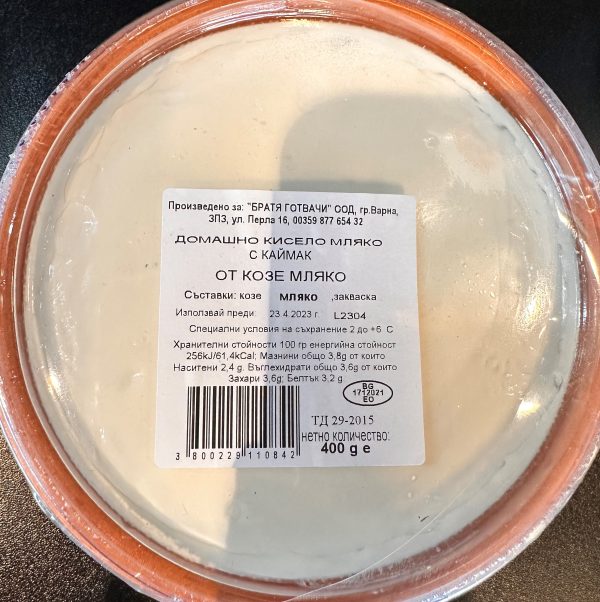 Произведено за: "БРАТЯ ГОТВАЧИ" ООД, гр.Варна,
ЗПЗ, ул. Перла 16, 00359 877 654 32
ДОМАШНО КИСЕЛО МЛЯКО
С КАЙМАК
ОТ КОЗЕ МЛЯКО
Съставки: козе МЛЯКО ,закваска
Използвай преди 23.4.2023 г. L2304
Специални условия на съхранение 2 до +6 С
Хранителни стойности 100 гр енергийна стойност
256kJ/61,4kCal; Мазнини общо 3,8g от които
Наситени 2,4 g. Въглехидрати общо 3,6g от които
Захари 3,6g; Белтък 3,2 g
BG
1712021
EO
ТД 29-2015
нетно количество:
400 g e
3 800229 110842